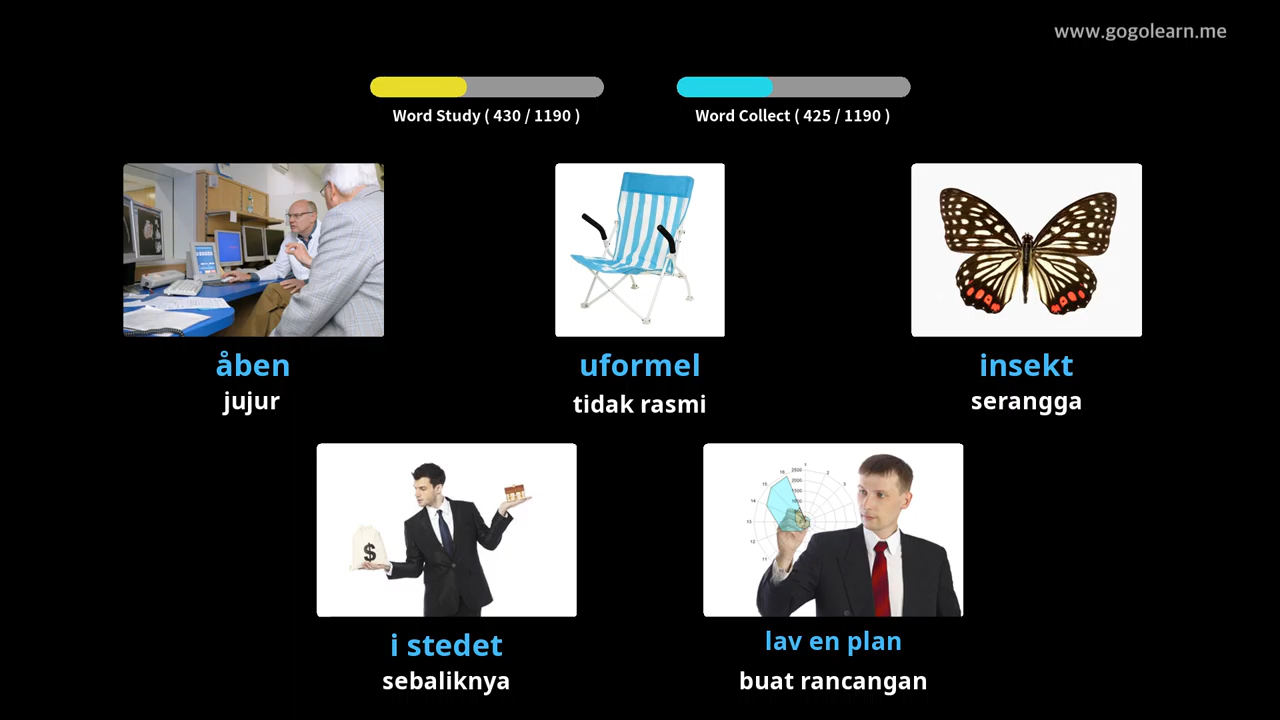 www.gogolearn.me
Word Study ( 430 / 1190 )
Word Collect ( 425 / 1190 )
åben
jujur
uformel
tidak rasmi
insekt
serangga
$
i stedet
sebaliknya
lav en plan
buat rancangan